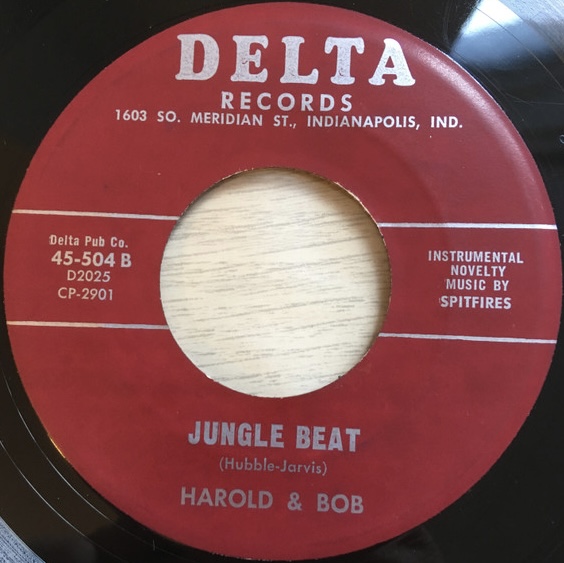 DELTA
RECORDS
1603 SO. MERIDIAN ST., INDIANAPOLIS, IND.
Delta Pub Co.
45-504 B
D2025
CP-2901
INSTRUMENTAL
NOVELTY
MUSIC BY
SPITFIRES
JUNGLE BEAT
(Hubble-Jarvis)
HAROLD & BOB